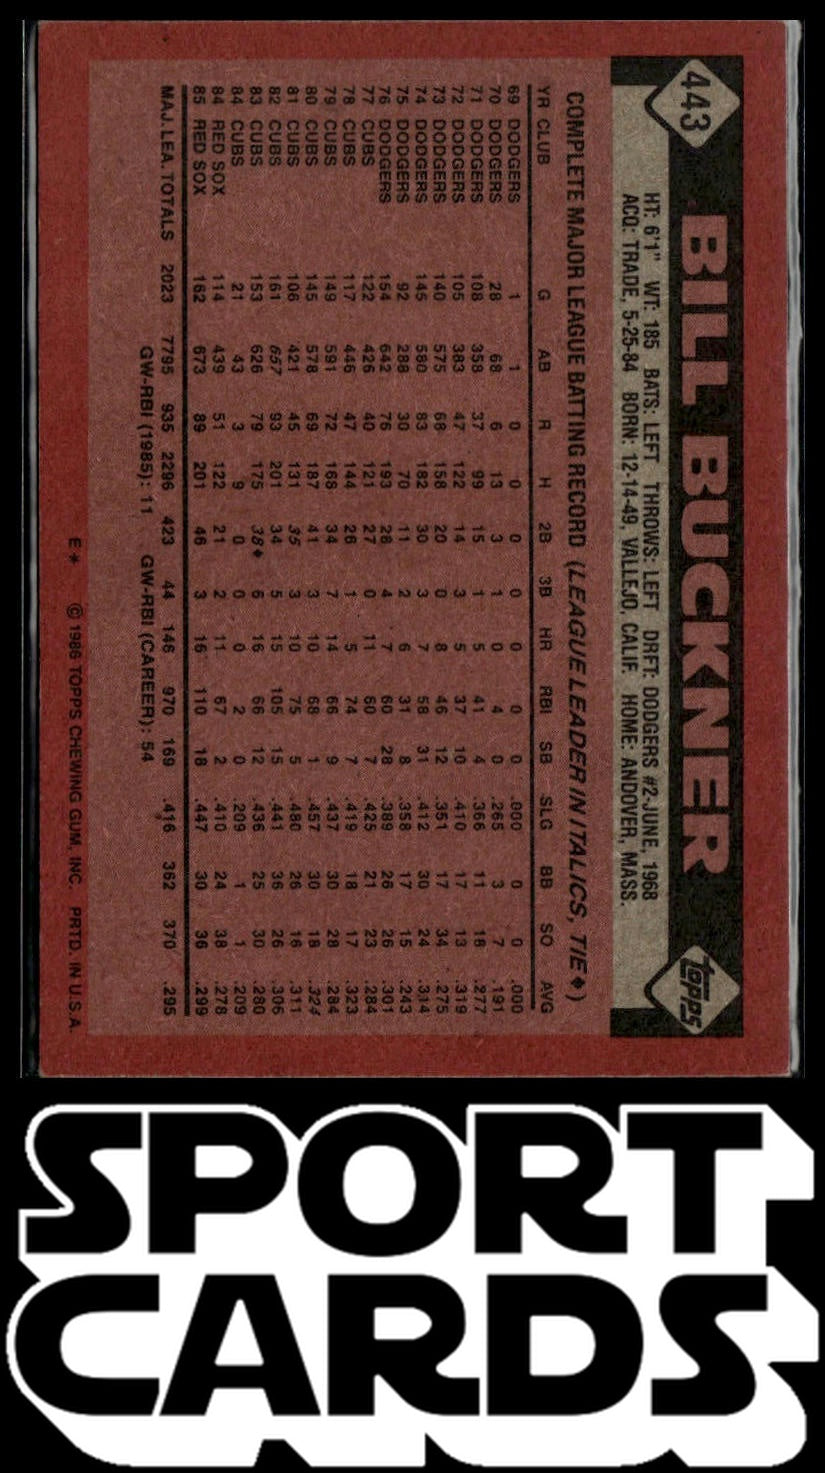 443
BILL BUCKNER
topps
HT: 6'1" WT: 185 BATS: LEFT THROWS: LEFT DRFT: DODGERS #2-JUNE, 1968
ACQ: TRADE, 5-25-84 BORN: 12-14-49, VALLEJO, CALIF. HOME: ANDOVER, MASS.
COMPLETE MAJOR LEAGUE BATTING RECORD (LEAGUE LEADER IN ITALICS, TIE♦)
YR CLUB G AB R H 2B 3B HR RBI SB SLG BB SO AVG
69 DODGERS 1 1 0 0 0 0 0 0 0 .000 0 0 .000
70 DODGERS 28 68 6 13 3 1 0 4 0 .265 3 7 .191
71 DODGERS 108 358 37 99 15 1 5 41 4 .366 11 18 .277
72 DODGERS 105 383 47 122 14 3 5 37 10 .410 17 13 .319
73 DODGERS 140 575 68 158 20 0 8 46 12 .351 17 34 .275
74 DODGERS 145 580 83 182 30 3 7 58 31 .412 30 24 .314
75 DODGERS 92 288 30 70 11 2 6 31 8 .358 17 15 .243
76 DODGERS 154 642 76 193 28 4 7 60 28 .389 26 26 .301
77 CUBS 122 426 40 121 27 0 11 60 7 .425 21 23 .284
78 CUBS 117 446 47 144 26 1 5 74 7 .419 18 17 .323
79 CUBS 149 591 72 168 34 7 14 66 9 .437 30 28 .284
80 CUBS 145 578 69 187 41 3 10 68 1 .457 30 18 .324
81 CUBS 106 421 45 131 35 3 10 75 5 .480 26 16 .311
82 CUBS 161 657 93 201 34 5 15 105 15 .441 36 26 .306
83 CUBS 153 626 79 175 38♦ 6 16 66 12 .436 25 30 .280
84 CUBS 21 43 3 9 0 0 0 2 0 .209 1 1 .209
84 RED SOX 114 439 51 122 21 2 11 67 2 .410 24 38 .278
85 RED SOX 162 673 89 201 46 3 16 110 18 .447 30 36 .299
MAJ. LEA. TOTALS 2023 7795 935 2296 423 44 146 970 169 .416 362 370 .295
GW-RBI (1985): 11 GW-RBI (CAREER): 54
E* © 1986 TOPPS CHEWING GUM, INC. PRTD. IN U.S.A.
SPORT
CARDS